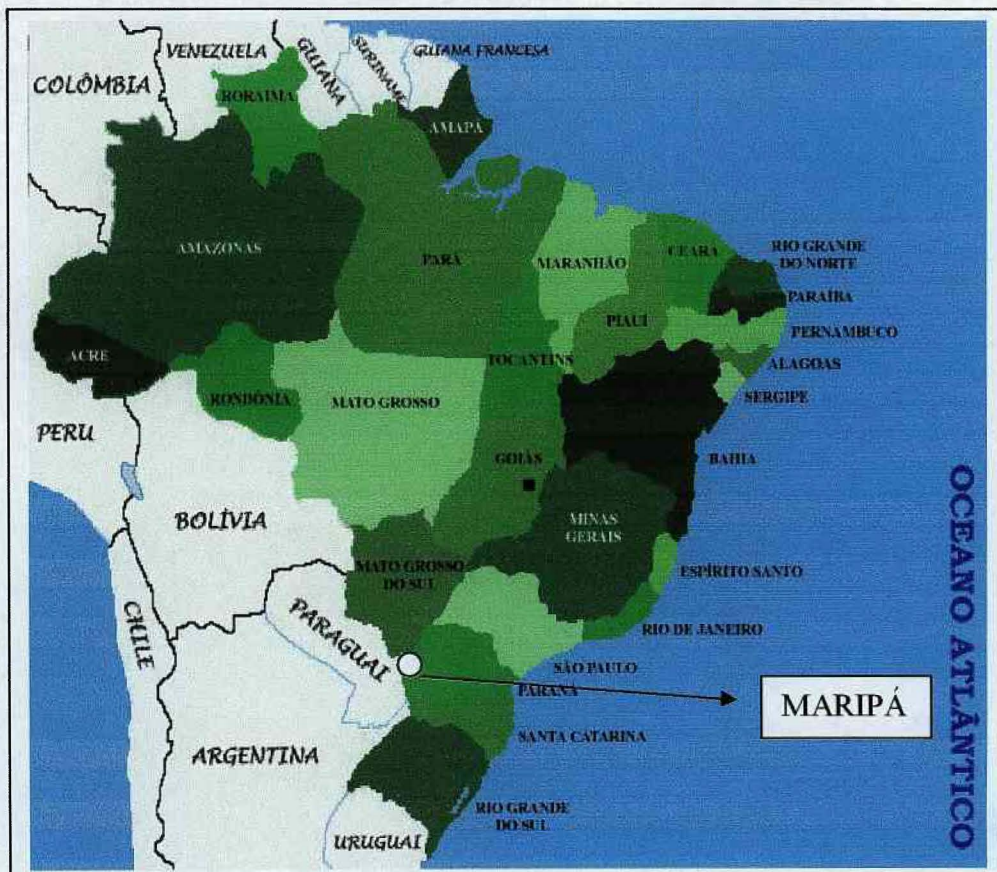 VENEZUELA
GUIANA
SURINAME
GUIANA FRANCESA
COLÔMBIA
RORAIMA
AMAPÁ
AMAZONAS
PARÁ
MARANHÃO
CEARA
RIO GRANDE
DO NORTE
PARAÍBA
PIAUÍ
PERNAMBUCO
ACRE
TOCANTINS
ALAGOAS
RONDÔNIA
MATO GROSSO
SERGIPE
PERU
GOIÁS
BAHIA
BOLÍVIA
MINAS
GERAIS
MATO GROSSO
DO SUL
ESPÍRITO SANTO
CHILE
PARAGUAI
RIO DE JANEIRO
SÃO PAULO
PARANÁ
MARIPÁ
SANTA CATARINA
ARGENTINA
RIO GRANDE
DO SUL
URUGUAI
OCEANO ATLÂNTICO